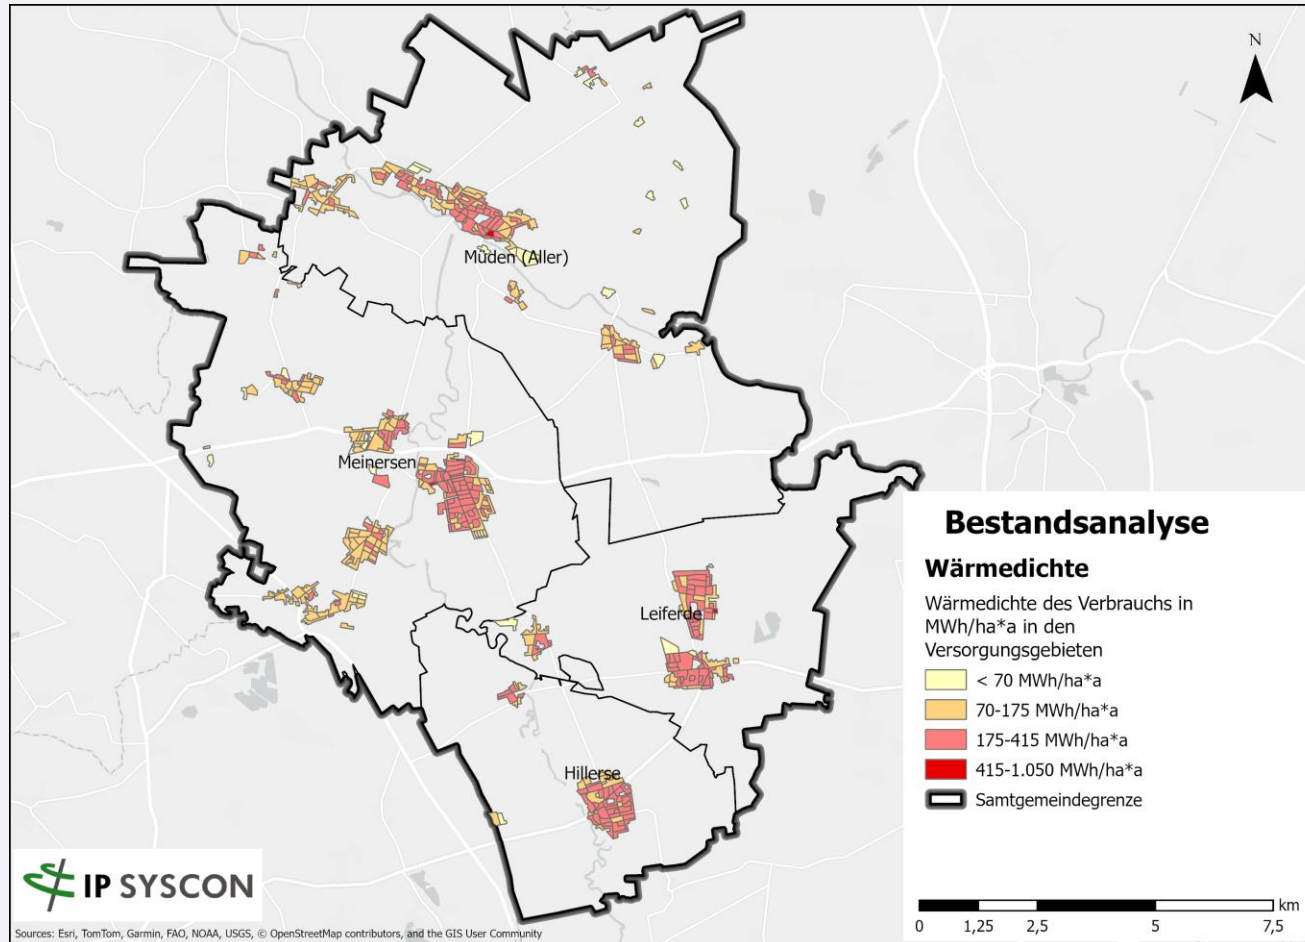 N
Müden (Aller)
Meinersen
Leiferde
Hillerse
Bestandsanalyse
Wärmedichte
Wärmedichte des Verbrauchs in
MWh/ha*a in den
Versorgungsgebieten
< 70 MWh/ha*a
70-175 MWh/ha*a
175-415 MWh/ha*a
415-1.050 MWh/ha*a
Samtgemeindegrenze
IP SYSCON
km
0 1,25 2,5 5 7,5
Sources: Esri, TomTom, Garmin, FAO, NOAA, USGS, © OpenStreetMap contributors, and the GIS User Community